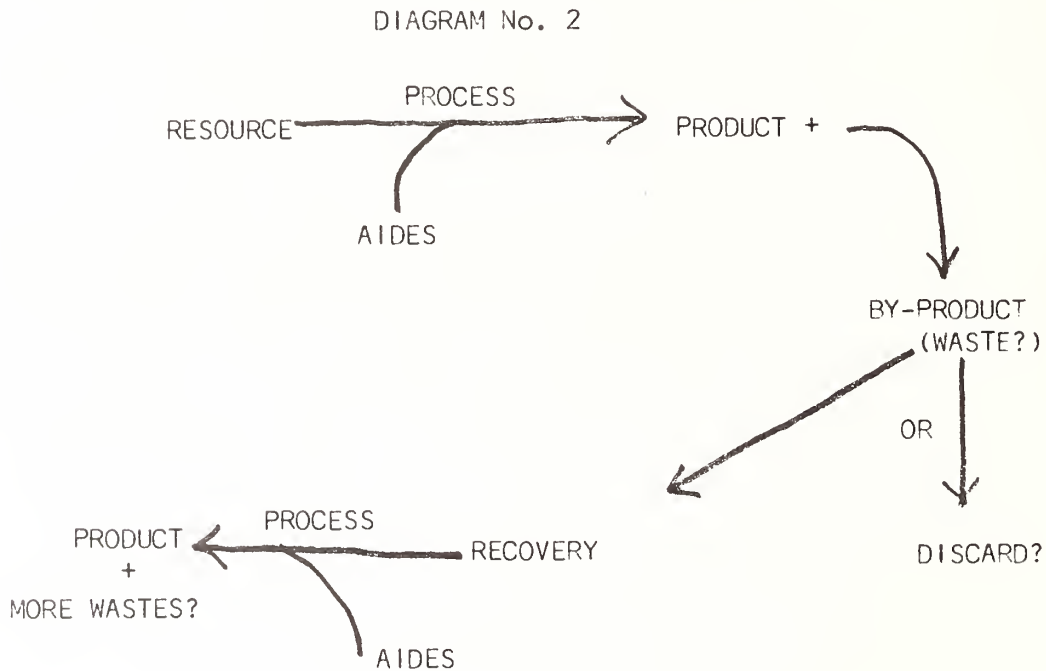 DIAGRAM No. 2
PROCESS
RESOURCE
PRODUCT +
AIDES
BY-PRODUCT
(WASTE?)
OR
DISCARD?
PROCESS
RECOVERY
PRODUCT
+
MORE WASTES?
AIDES